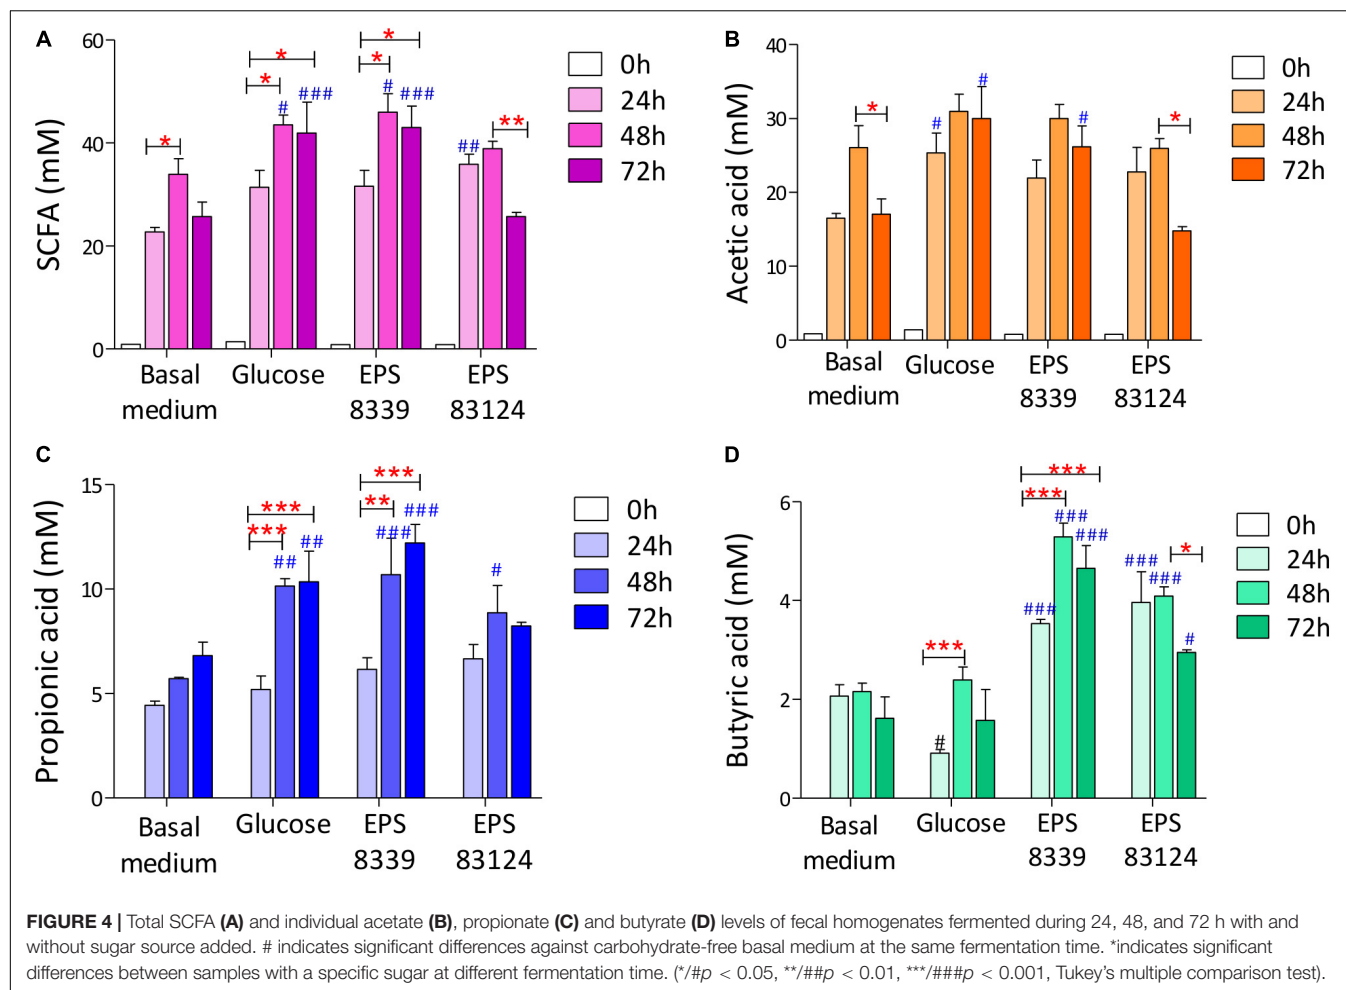 A
SCFA (mM)
60
40
20
0
*
*
*
#
###
*
*
#
###
##
**
Basal medium
Glucose
EPS 8339
EPS 83124
0h
24h
48h
72h
B
Acetic acid (mM)
40
30
20
10
0
*
#
#
#
*
Basal medium
Glucose
EPS 8339
EPS 83124
0h
24h
48h
72h
C
Propionic acid (mM)
15
10
5
0
***
***
##
##
***
**
###
###
#
Basal medium
Glucose
EPS 8339
EPS 83124
0h
24h
48h
72h
D
Butyric acid (mM)
6
4
2
0
***
#
***
***
###
###
###
###
###
*
#
Basal medium
Glucose
EPS 8339
EPS 83124
0h
24h
48h
72h
FIGURE 4 | Total SCFA (A) and individual acetate (B), propionate (C) and butyrate (D) levels of fecal homogenates fermented during 24, 48, and 72 h with and
without sugar source added. # indicates significant differences against carbohydrate-free basal medium at the same fermentation time. *indicates significant
differences between samples with a specific sugar at different fermentation time. (*/#p < 0.05, **/##p < 0.01, ***/###p < 0.001, Tukey's multiple comparison test).